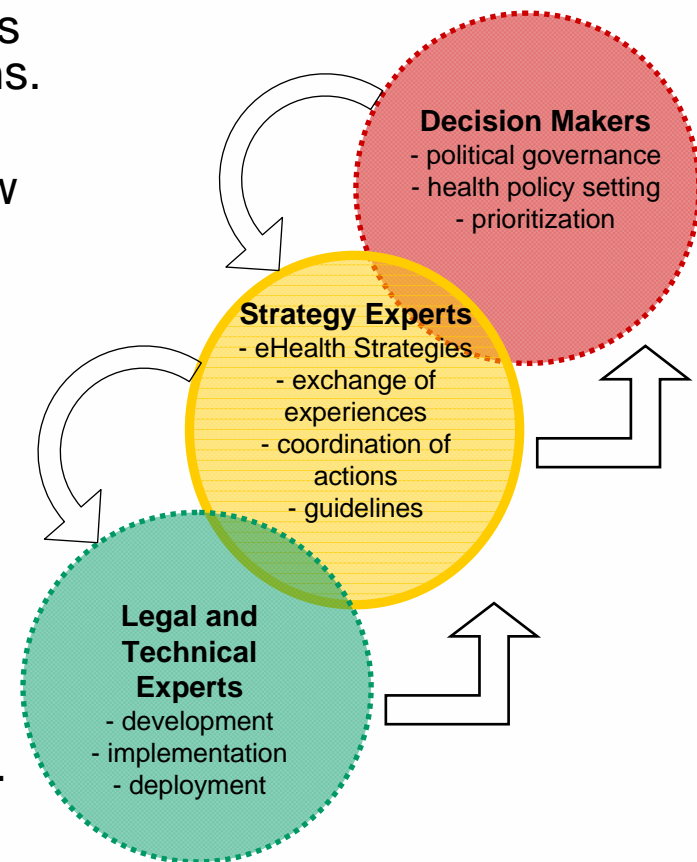 s
ns.
w
.
Decision Makers
- political governance
- health policy setting
- prioritization
Strategy Experts
- eHealth Strategies
- exchange of
experiences
- coordination of
actions
- guidelines
Legal and
Technical
Experts
- development
- implementation
- deployment